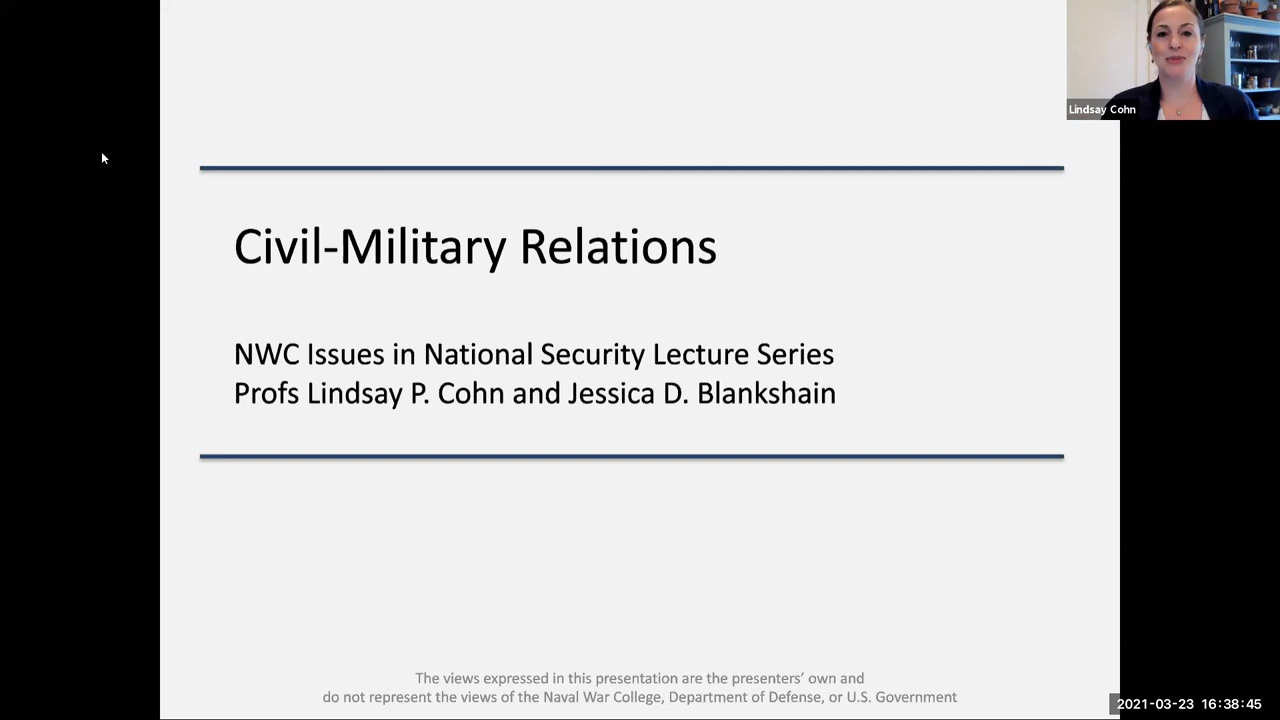 Lindsay Cohn
Civil-Military Relations
NWC Issues in National Security Lecture Series
Profs Lindsay P. Cohn and Jessica D. Blankshain
The views expressed in this presentation are the presenters’ own and
do not represent the views of the Naval War College, Department of Defense, or U.S. Government
2021-03-23 16:38:45